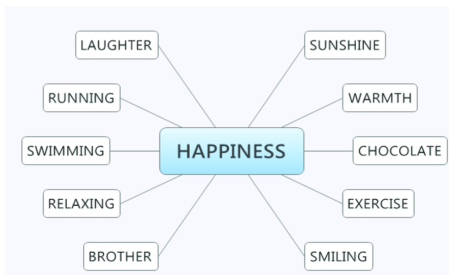 LAUGHTER
SUNSHINE
RUNNING
WARMTH
SWIMMING
HAPPINESS
CHOCOLATE
RELAXING
EXERCISE
BROTHER
SMILING